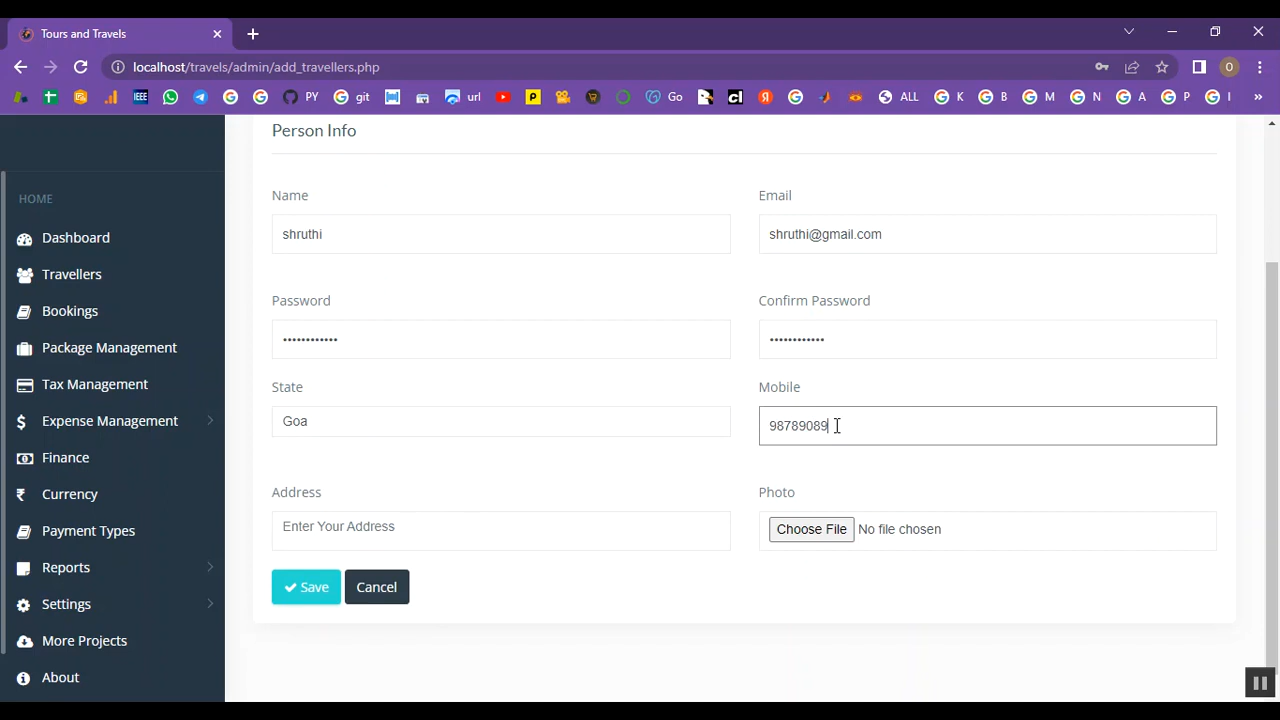 Tours and Travels
localhost/travels/admin/add_travellers.php
O
IEEE PY git url Go ALL K B M N A P I
Person Info
HOME
Dashboard
Travellers
Bookings
Package Management
Tax Management
Expense Management
Finance
Currency
Payment Types
Reports
Settings
More Projects
About
Name Email
shruthi shruthi@gmail.com
Password Confirm Password
•••••••••••• ••••••••••••
State Mobile
Goa 98789089
Address Photo
Enter Your Address Choose File No file chosen
Save Cancel